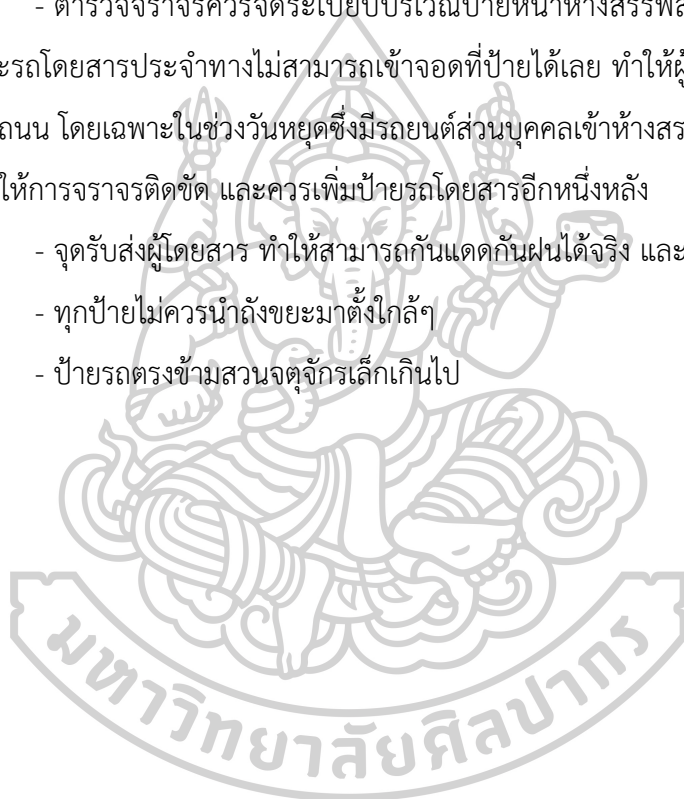 - ตำรวจจราจรควรจัดระเบียบบริเวณป้ายหน้าห้างสรรพ
ะรถโดยสารประจำทางไม่สามารถเข้าจอดที่ป้ายได้เลย ทำให้ผู้
ถนน โดยเฉพาะในช่วงวันหยุดซึ่งมีรถยนต์ส่วนบุคคลเข้าห้างสร
ให้การจราจรติดขัด และควรเพิ่มป้ายรถโดยสารอีกหนึ่งหลัง
- จุดรับส่งผู้โดยสาร ทำให้สามารถกันแดดกันฝนได้จริง และ
- ทุกป้ายไม่ควรนำถังขยะมาตั้งใกล้ๆ
- ป้ายรถตรงข้ามสวนจตุจักรเล็กเกินไป
มหาวิทยาลัยศิลปากร